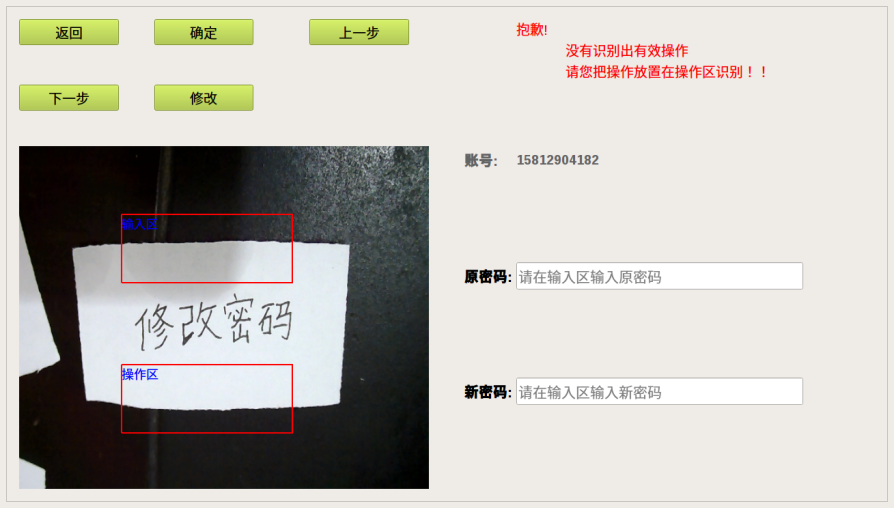 返回
确定
上一步
抱歉!
没有识别出有效操作
请您把操作放置在操作区识别！！
下一步
修改
账号: 15812904182
输入区
修改密码
操作区
原密码: 请在输入区输入原密码
新密码: 请在输入区输入新密码